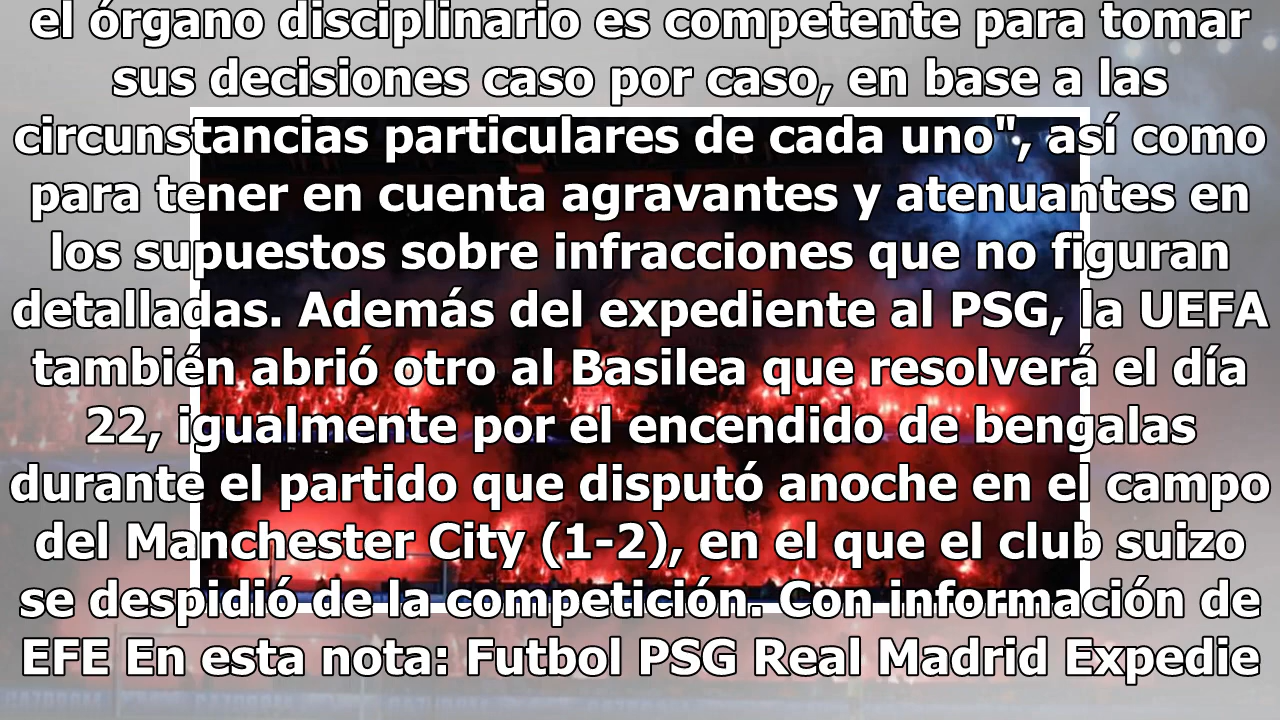 el órgano disciplinario es competente para tomar
sus decisiones caso por caso, en base a las
circunstancias particulares de cada uno", así como
para tener en cuenta agravantes y atenuantes en
los supuestos sobre infracciones que no figuran
detalladas. Además del expediente al PSG, la UEFA
también abrió otro al Basilea que resolverá el día
22, igualmente por el encendido de bengalas
durante el partido que disputó anoche en el campo
del Manchester City (1-2), en el que el club suizo
se despidió de la competición. Con información de
EFE En esta nota: Futbol PSG Real Madrid Expedie